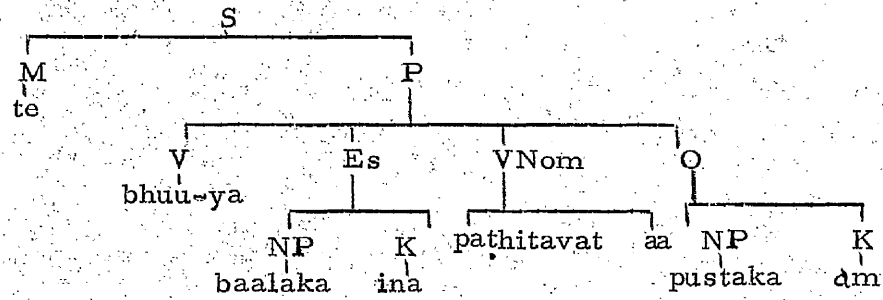 S
M P
te
V Es VNom O
bhuu-ya
NP K pathitavat aa NP K
baalaka ina pustaka am